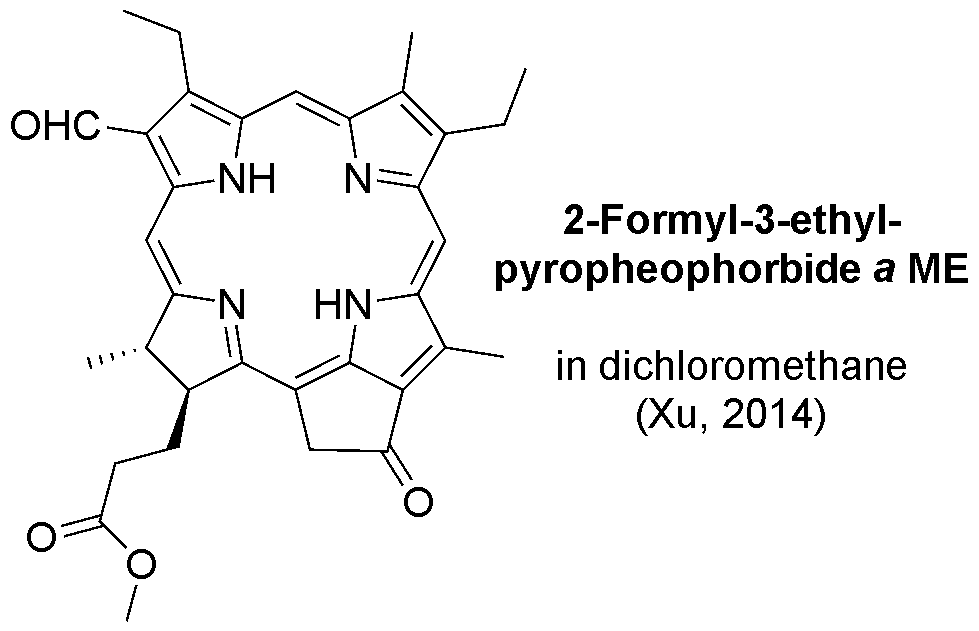 OHC
NH
N
N
HN
O
O
O
2-Formyl-3-ethyl-
pyropheophorbide a ME
in dichloromethane
(Xu, 2014)